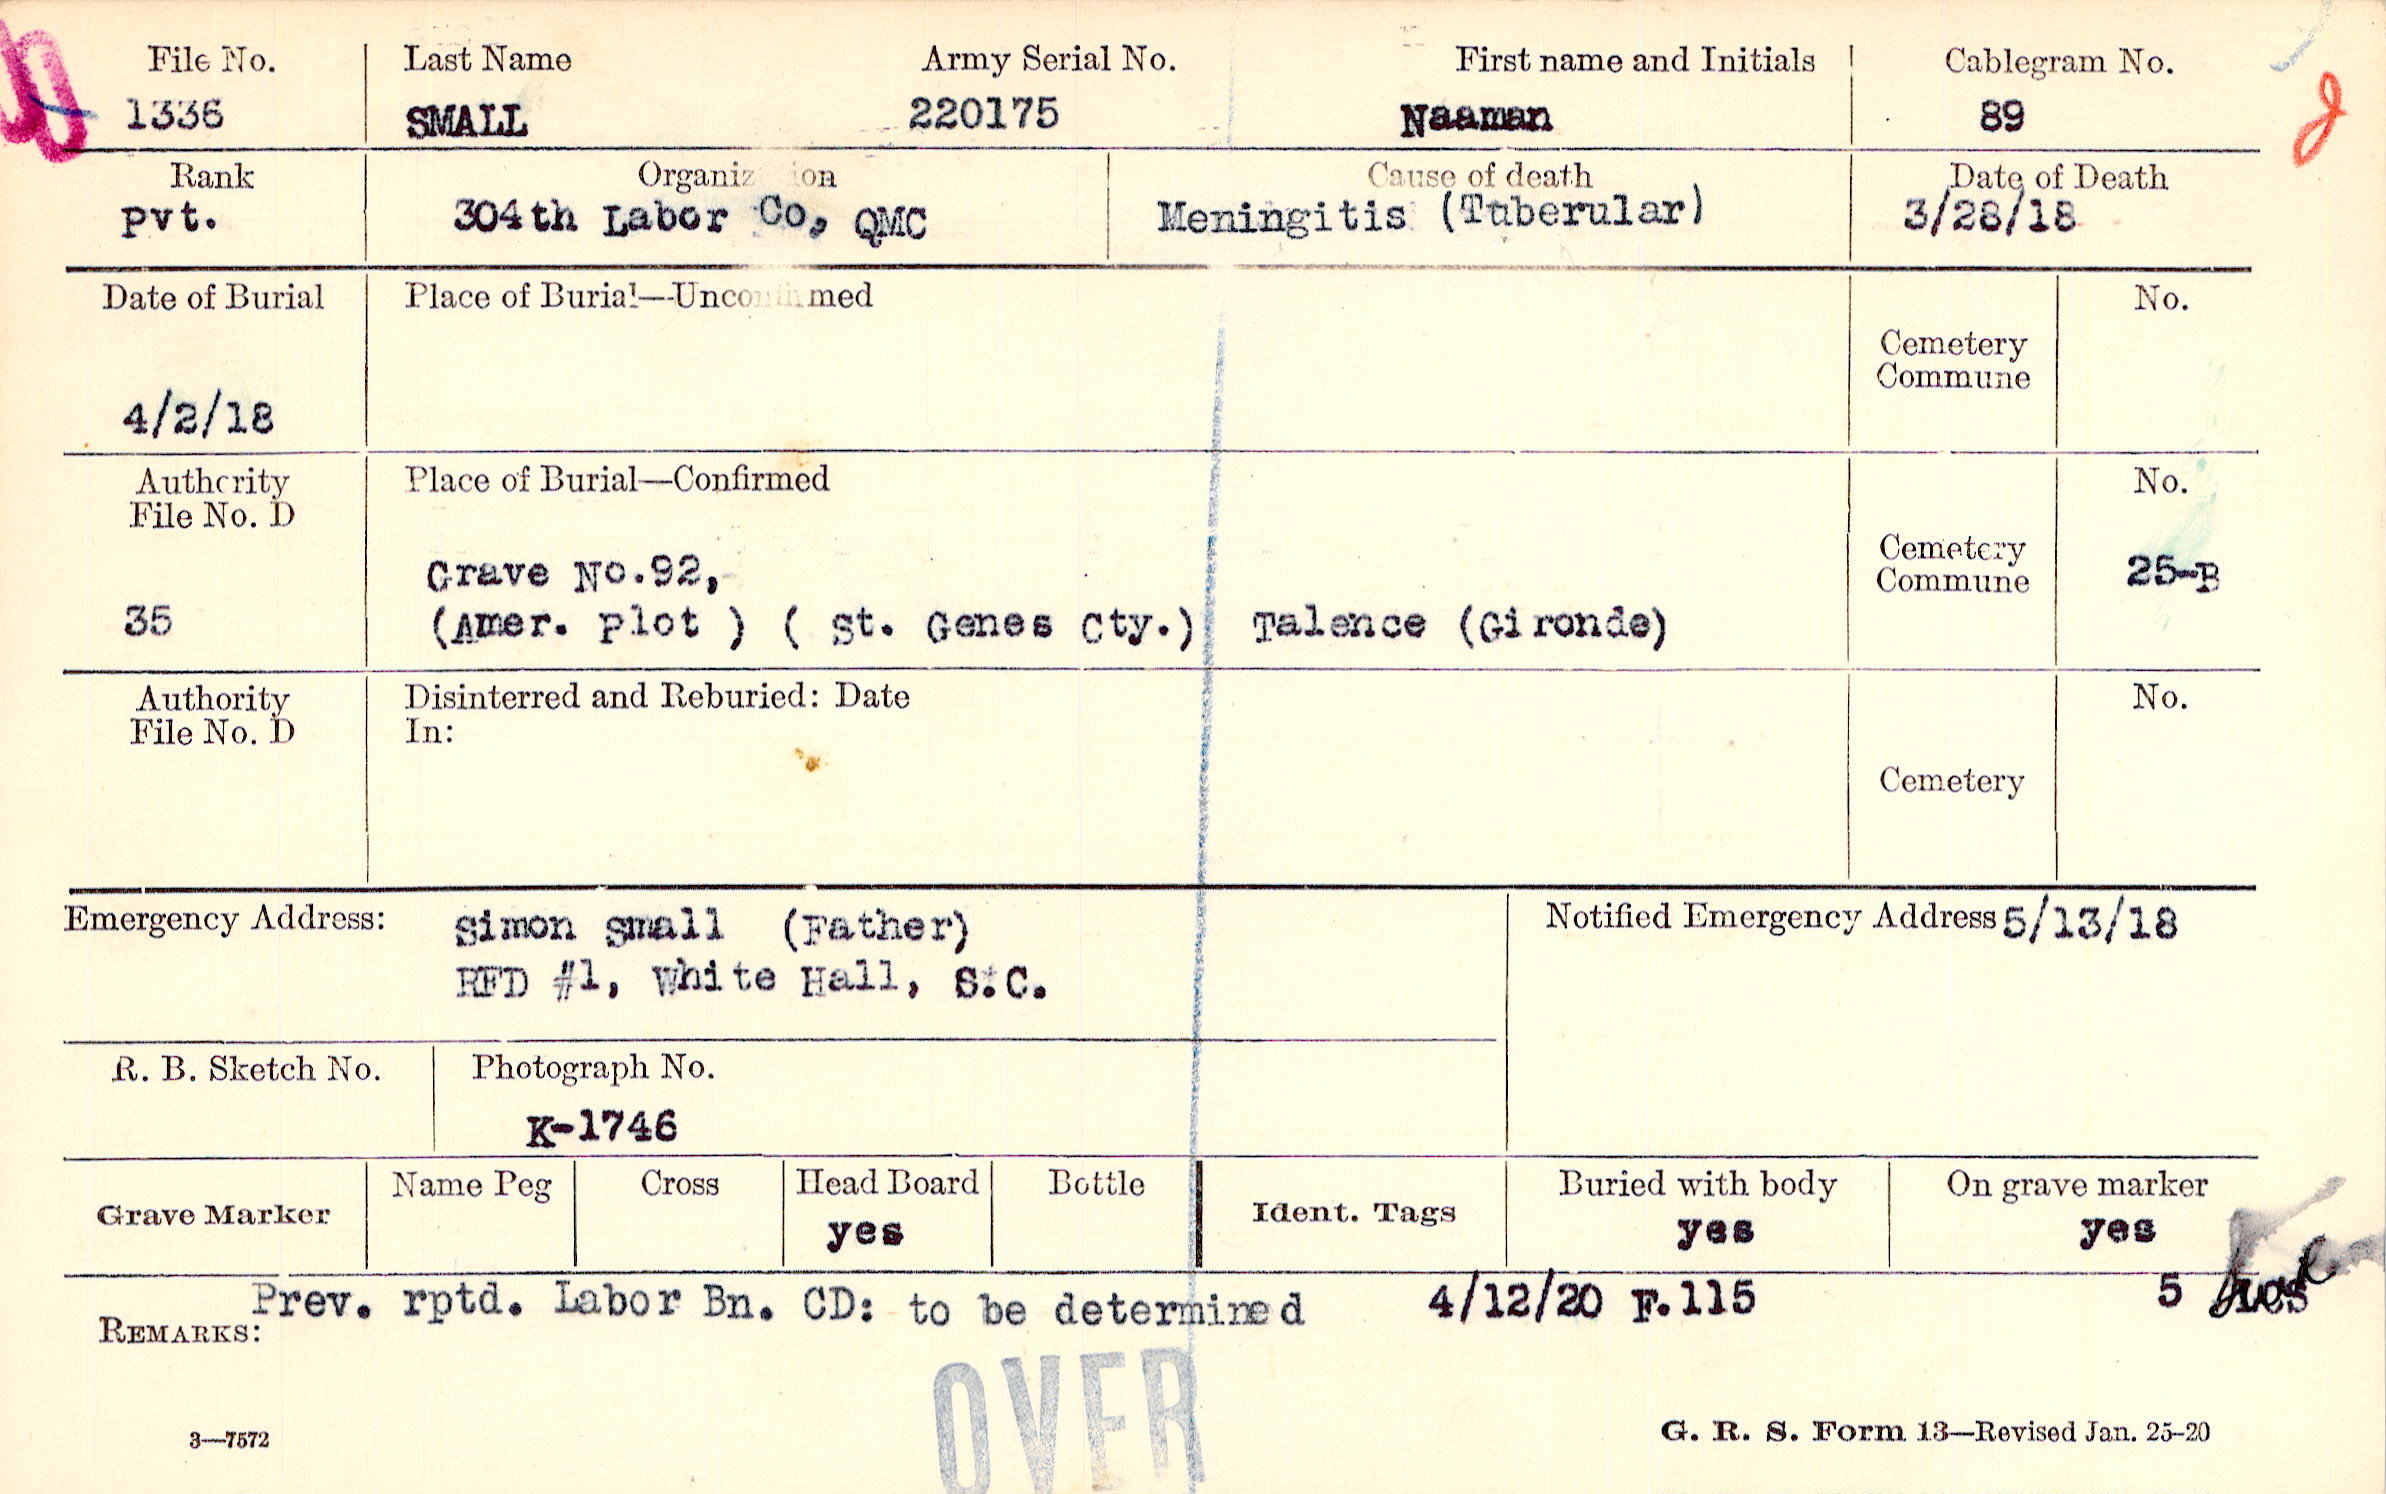 File No. Last Name Army Serial No. First name and Initials Cablegram No.
1336 SMALL 220175 Naaman 89
Rank Organization Cause of death Date of Death
Pvt. 304th Labor Co, QMC Meningitis (Tuberular) 3/28/18
Date of Burial Place of Burial—Unconfirmed No.
Cemetery
Commune
4/2/18
Authority Place of Burial—Confirmed No.
File No. D
Cemetery
Grave No.92, Commune 25-B
35 (Amer. Plot ) ( St. Genes Cty.) Talence (Gironde)
Authority Disinterred and Reburied: Date No.
File No. D In:
Cemetery
Emergency Address: Simon Small (Father) Notified Emergency Address 5/13/18
RFD #1, White Hall, S.C.
R. B. Sketch No. Photograph No.
K-1746
Name Peg Cross Head Board Bottle Buried with body On grave marker
Grave Marker yes Ident. Tags yes yes
Prev. rptd. Labor Bn. CD: to be determined 4/12/20 F.115 5
REMARKS:
OVER
3—7572 G. R. S. Form 13—Revised Jan. 25-20